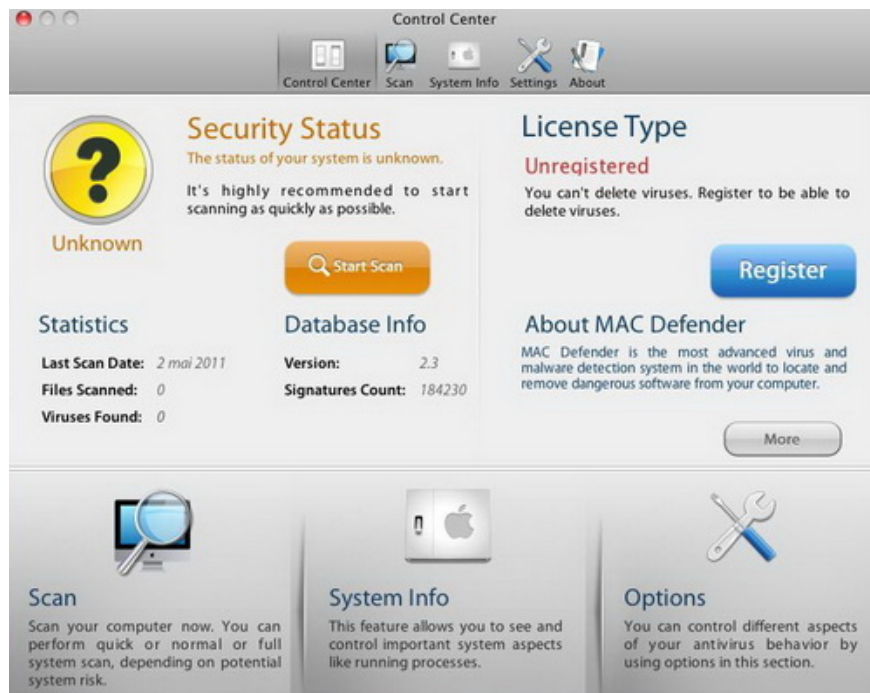 Control Center
Control Center Scan System Info Settings About
Security Status
The status of your system is unknown.
It's highly recommended to start
scanning as quickly as possible.
Unknown
Start Scan
License Type
Unregistered
You can't delete viruses. Register to be able to
delete viruses.
Register
Statistics
Last Scan Date: 2 mai 2011
Files Scanned: 0
Viruses Found: 0
Database Info
Version: 2.3
Signatures Count: 184230
About MAC Defender
MAC Defender is the most advanced virus and
malware detection system in the world to locate and
remove dangerous software from your computer.
More
Scan
Scan your computer now. You can
perform quick or normal or full
system scan, depending on potential
system risk.
System Info
This feature allows you to see and
control important system aspects
like running processes.
Options
You can control different aspects
of your antivirus behavior by
using options in this section.